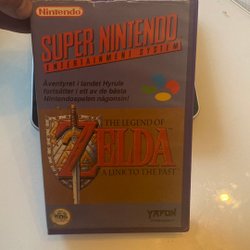 Nintendo
SUPER NINTENDO
ENTERTAINMENT SYSTEM
Äventyret i landet Hyrule
fortsätter i ett av de bästa
Nintendospelen någonsin!
THE LEGEND OF
ZELDA
A LINK TO THE PAST